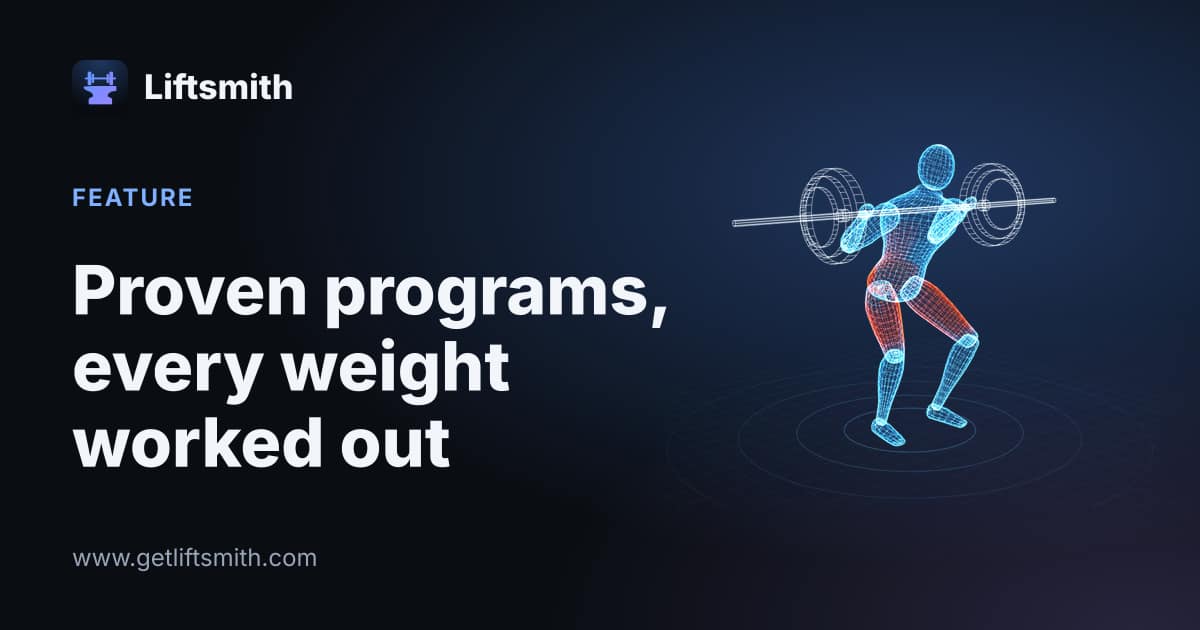 Liftsmith
FEATURE
Proven programs,
every weight
worked out
www.getliftsmith.com